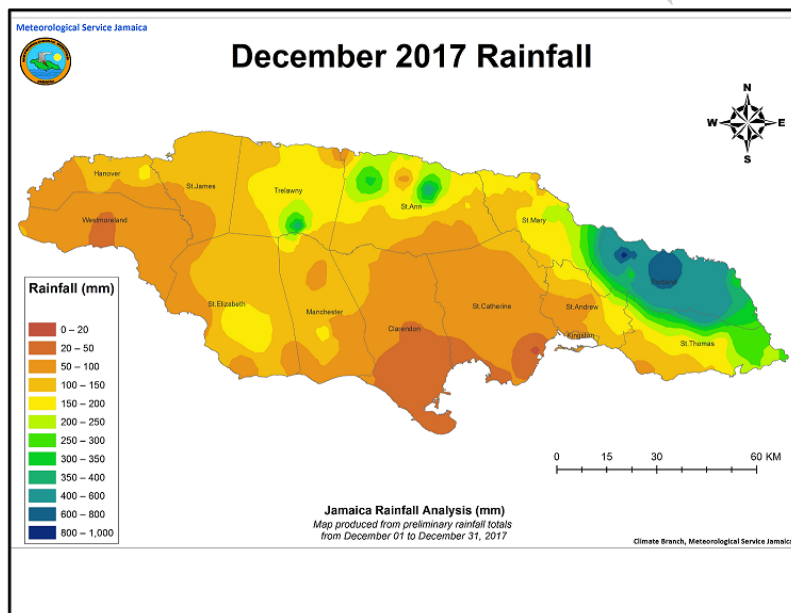 Meteorological Service Jamaica
December 2017 Rainfall
N
W E
S
Hanover
St.James
Trelawny
St.Ann
Westmoreland
St.Mary
Portland
St.Elizabeth
Manchester
Clarendon
St.Catherine
St.Andrew
Kingston
St.Thomas
Rainfall (mm)
0 – 20
20 – 50
50 – 100
100 – 150
150 – 200
200 – 250
250 – 300
300 – 350
350 – 400
400 – 600
600 – 800
800 – 1,000
0 15 30 60 KM
Jamaica Rainfall Analysis (mm)
Map produced from preliminary rainfall totals
from December 01 to December 31, 2017
Climate Branch, Meteorological Service Jamaica